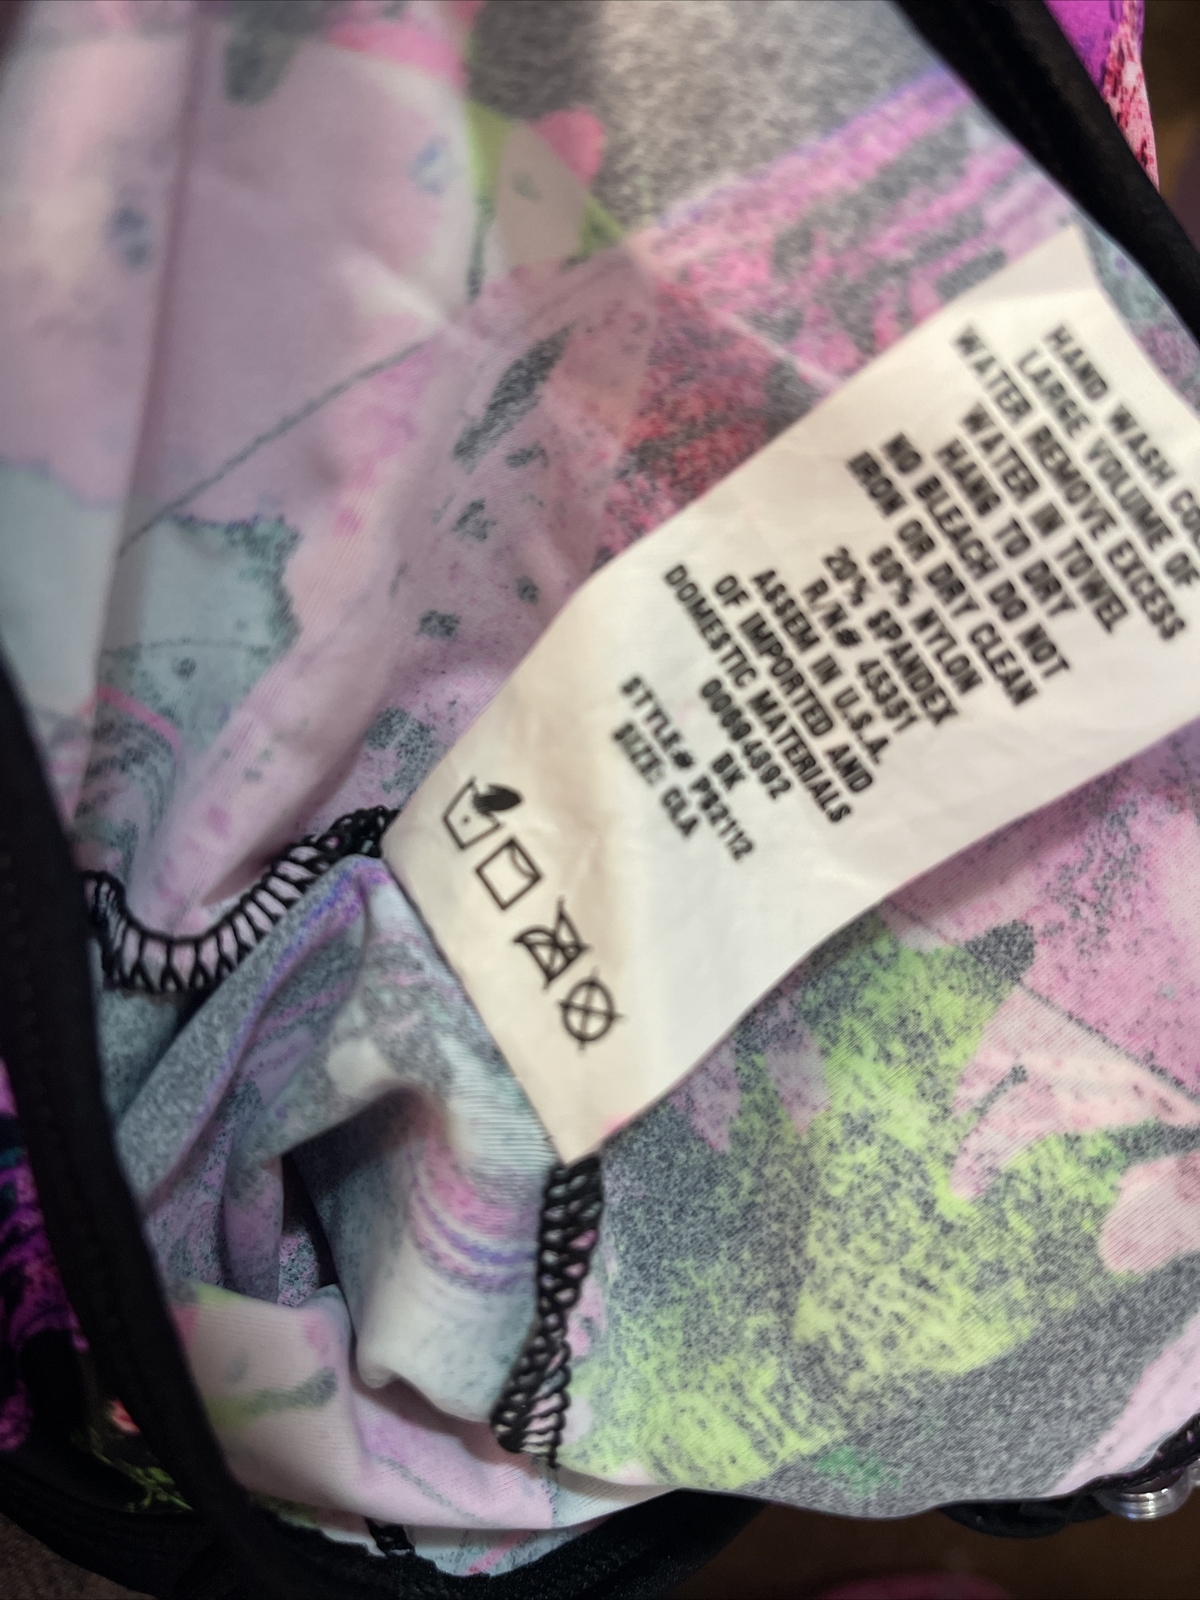 HAND WASH
LARGE VOLUME OF
WATER REMOVE EXCESS
WATER IN TOWEL
HANG TO DRY
NO BLEACH DO NOT
IRON OR DRY CLEAN
80% NYLON
20% SPANDEX
R/N# 45351
ASSEM IN U.S.A.
OF IMPORTED AND
DOMESTIC MATERIALS
00004892
BK
STYLE# PS2112
SIZE: CLA